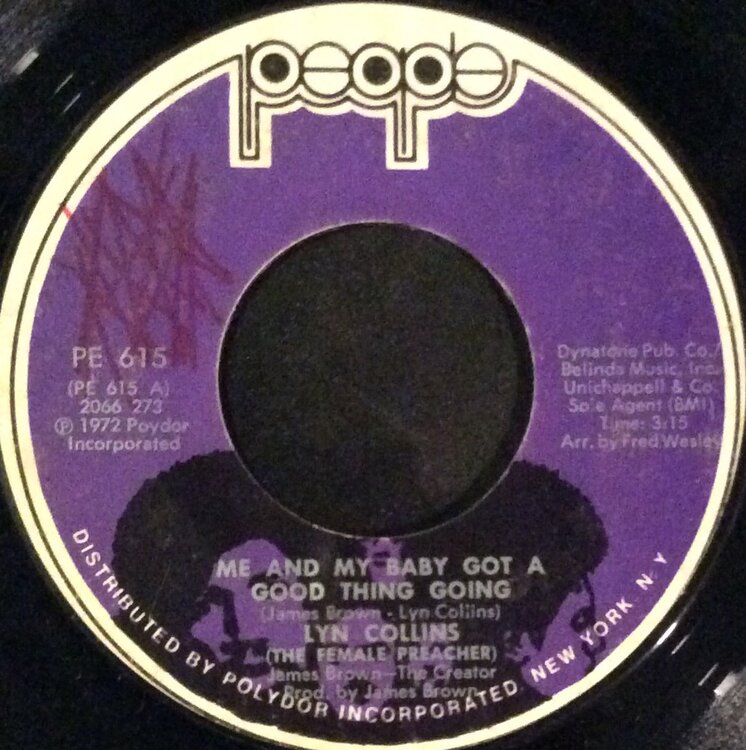 people
PE 615
(PE 615 A)
2066 273
℗ 1972 Poydor
Incorporated
Dynatone Pub. Co./
Belinda Music, Inc.
Unichappell & Co.
Sole Agent (BMI)
Time: 3:15
Arr. by Fred Wesley
ME AND MY BABY GOT A
GOOD THING GOING
(James Brown - Lyn Collins)
LYN COLLINS
(THE FEMALE PREACHER)
James Brown—The Creator
Prod. by James Brown
DISTRIBUTED BY POLYDOR INCORPORATED, NEW YORK N.Y